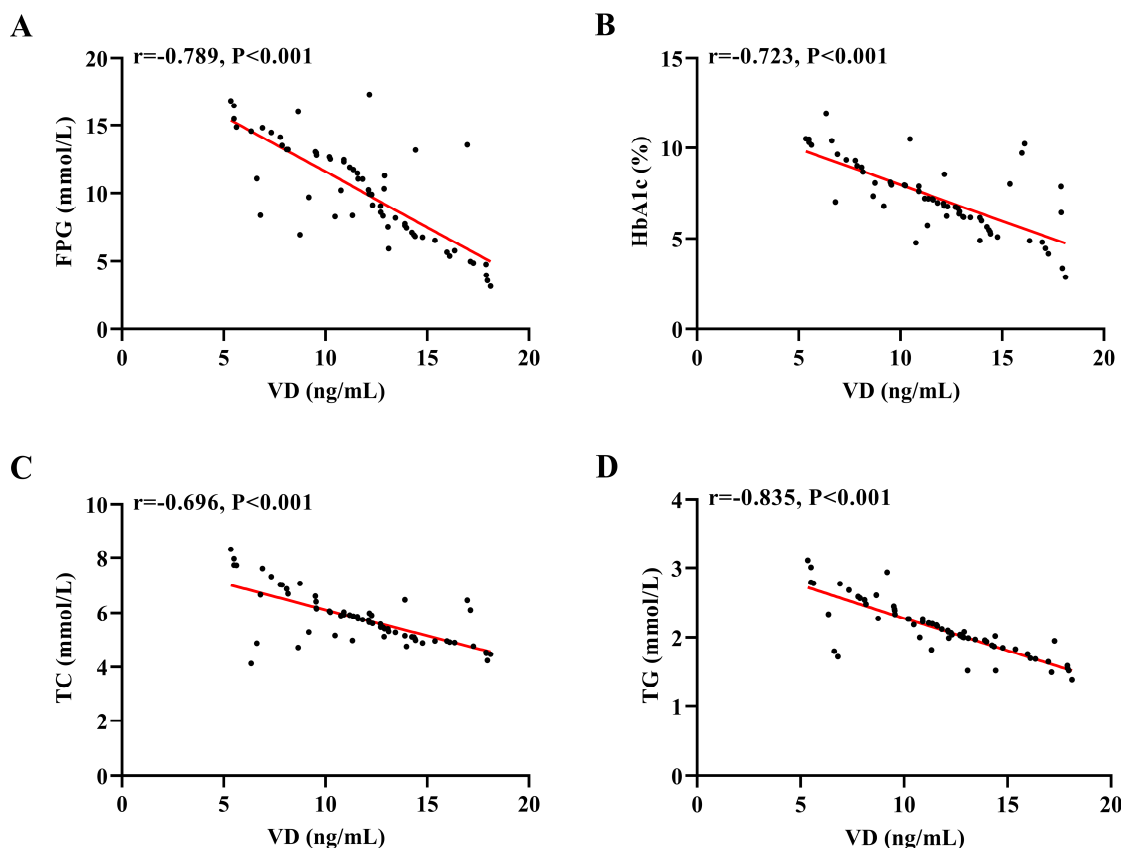 A
r=-0.789, P<0.001
FPG (mmol/L)
20
15
10
5
0
0 5 10 15 20
VD (ng/mL)
B
r=-0.723, P<0.001
HbA1c (%)
15
10
5
0
0 5 10 15 20
VD (ng/mL)
C
r=-0.696, P<0.001
TC (mmol/L)
10
8
6
4
2
0
0 5 10 15 20
VD (ng/mL)
D
r=-0.835, P<0.001
TG (mmol/L)
4
3
2
1
0
0 5 10 15 20
VD (ng/mL)